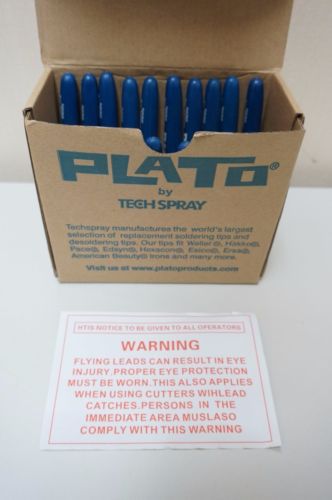 PLATO®
by
TECHSPRAY
Techspray manufactures the world's largest
selection of replacement soldering tips and
desoldering tips. Our tips fit Weller®, Hakko®,
Pace®, Edsyn®, Hexacon®, Esico®, Ersa®,
American Beauty® irons and many more.
Visit us at www.platoproducts.com
HTIS NOTICE TO BE GIVEN TO ALL OPERATORS
WARNING
FLYING LEADS CAN RESULT IN EYE
INJURY.PROPER EYE PROTECTION
MUST BE WORN.THIS ALSO APPLIES
WHEN USING CUTTERS WIHLEAD
CATCHES.PERSONS IN THE
IMMEDIATE AREA MUSLASO
COMPLY WITH THIS WARNING